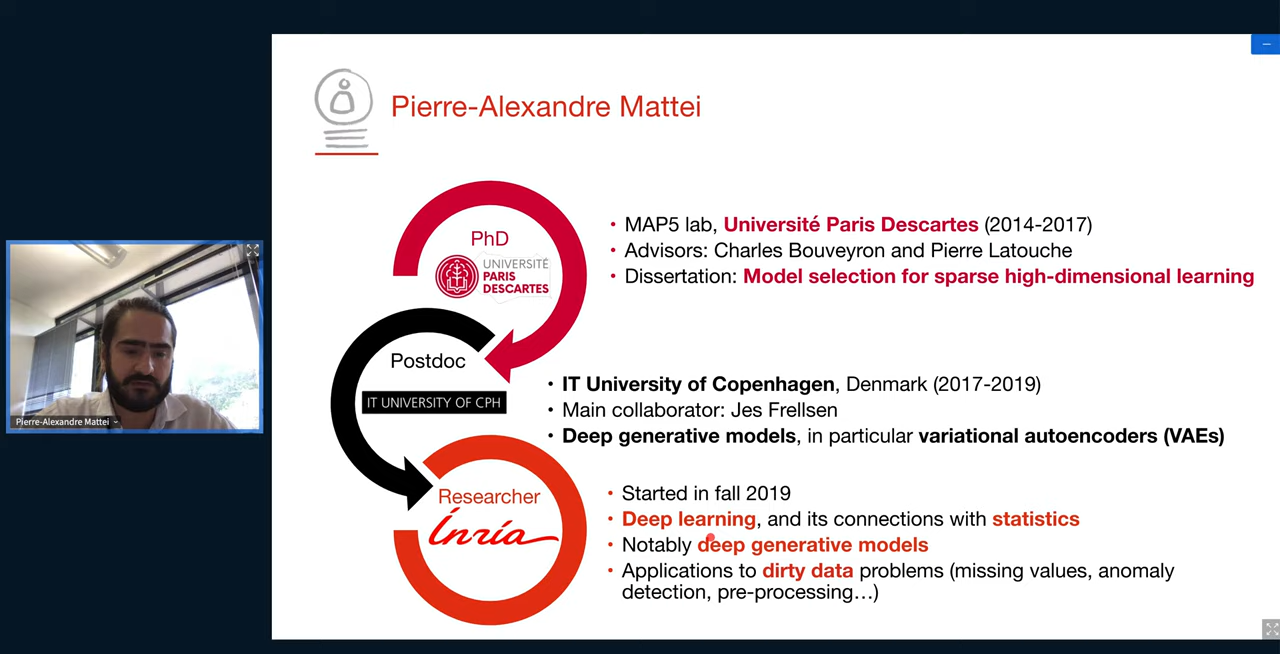 Pierre-Alexandre Mattei
PhD
UNIVERSITÉ
PARIS
DESCARTES
• MAP5 lab, Université Paris Descartes (2014-2017)
• Advisors: Charles Bouveyron and Pierre Latouche
• Dissertation: Model selection for sparse high-dimensional learning
Postdoc
IT UNIVERSITY OF CPH
• IT University of Copenhagen, Denmark (2017-2019)
• Main collaborator: Jes Frellsen
• Deep generative models, in particular variational autoencoders (VAEs)
Researcher
Inria
• Started in fall 2019
• Deep learning, and its connections with statistics
• Notably deep generative models
• Applications to dirty data problems (missing values, anomaly
detection, pre-processing…)
Pierre-Alexandre Mattei